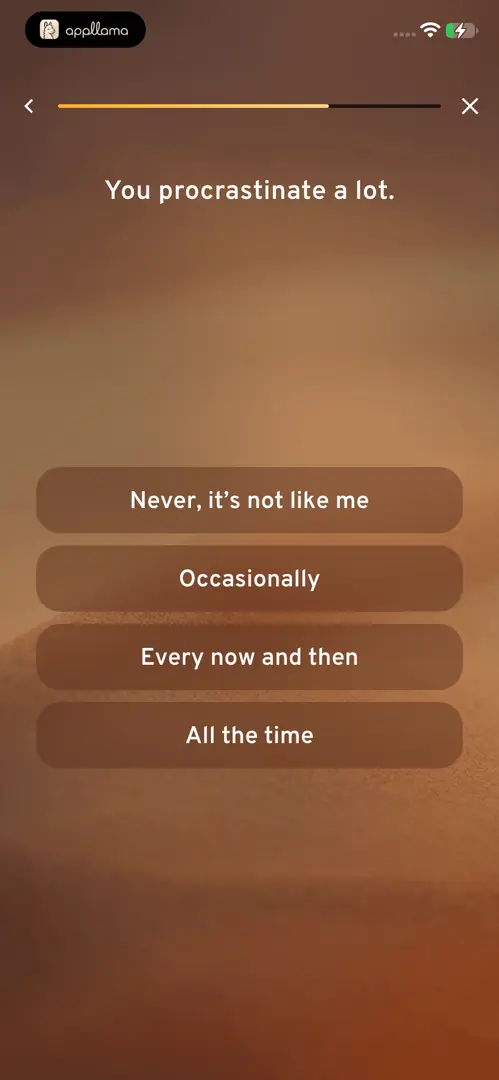 appllama
You procrastinate a lot.
Never, it's not like me
Occasionally
Every now and then
All the time